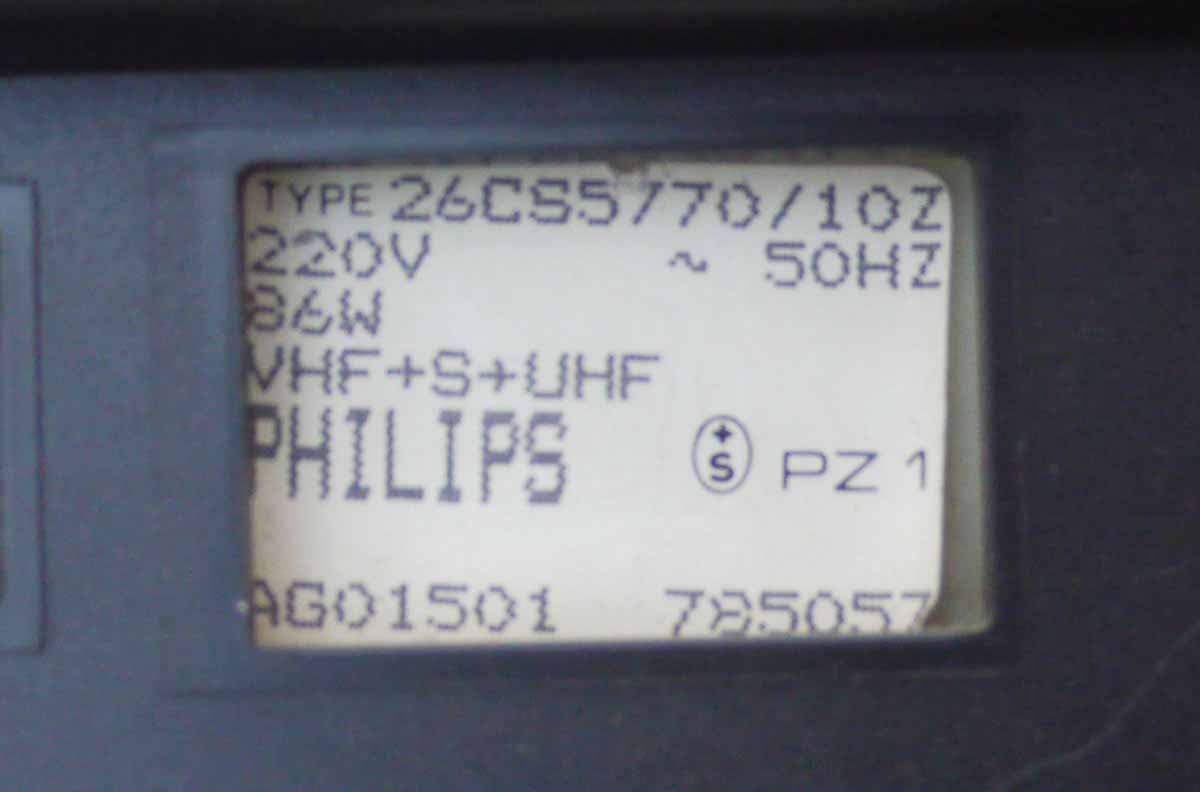 TYPE 26CS5770/10Z
220V ~ 50HZ
86W
VHF+S+UHF
PHILIPS +S PZ 1
AG01501 785057